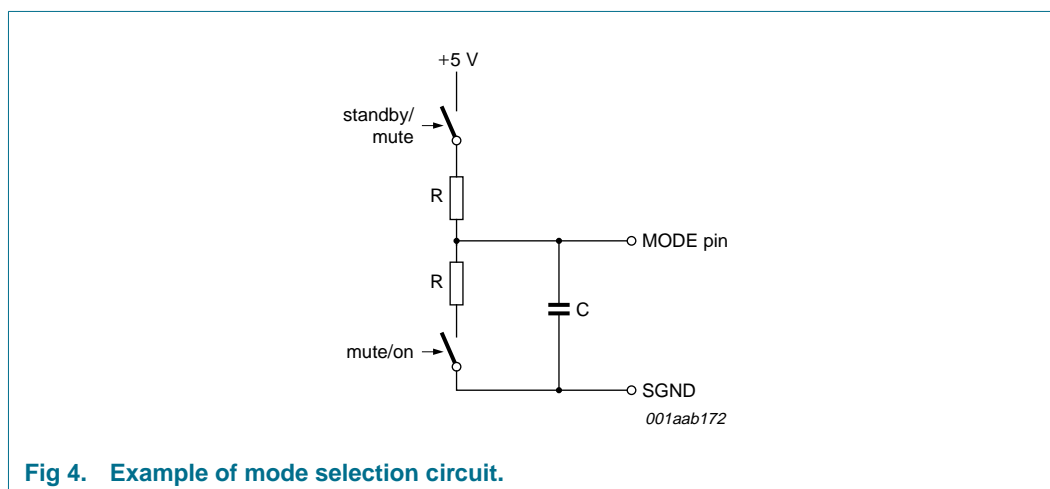 +5 V
standby/
mute
R
MODE pin
R
C
mute/on
SGND
001aab172
Fig 4. Example of mode selection circuit.